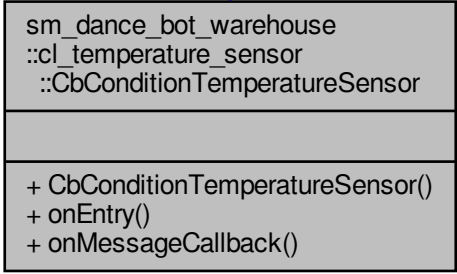 sm_dance_bot_warehouse
::cl_temperature_sensor
::CbConditionTemperatureSensor
+ CbConditionTemperatureSensor()
+ onEntry()
+ onMessageCallback()